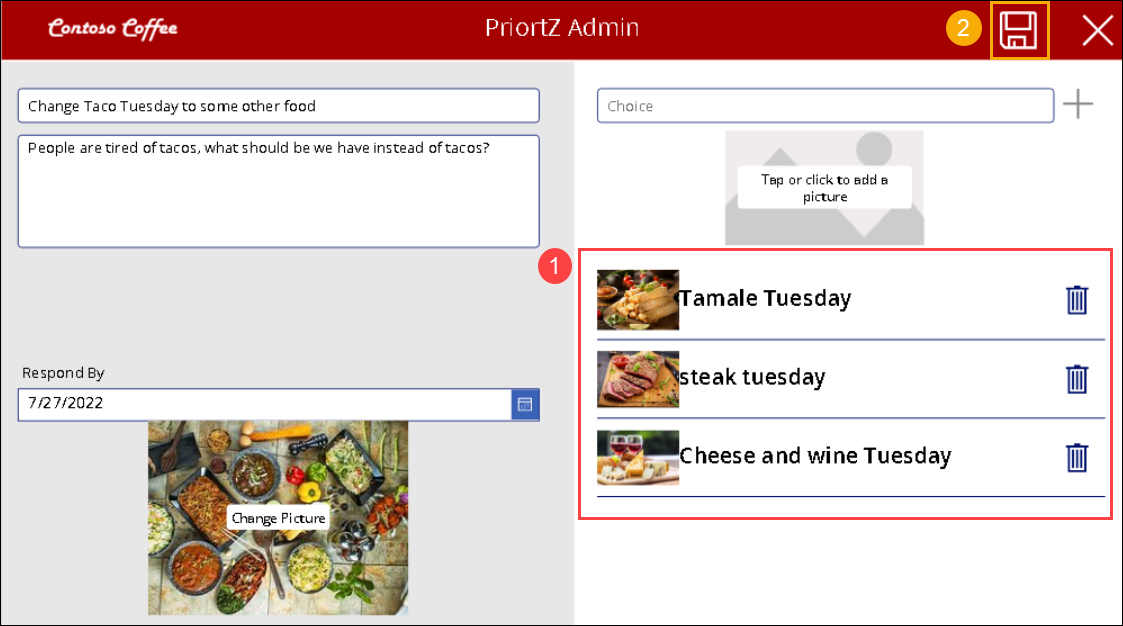 Contoso Coffee
PriortZ Admin
2
Change Taco Tuesday to some other food
People are tired of tacos, what should be we have instead of tacos?
Respond By
7/27/2022
Change Picture
Choice
Tap or click to add a
picture
1
Tamale Tuesday
steak tuesday
Cheese and wine Tuesday